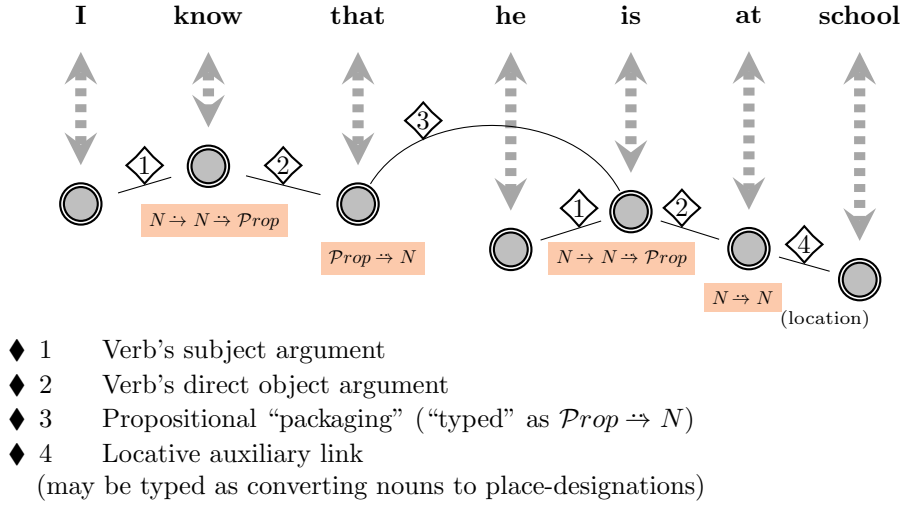 I know that he is at school
1 2 3 1 2 4
N ⇢ N ⇢ Prop N ⇢ N ⇢ Prop
Prop ⇢ N N ⇢ N
(location)
♦ 1 Verb's subject argument
♦ 2 Verb's direct object argument
♦ 3 Propositional “packaging” (“typed” as Prop ⇢ N)
♦ 4 Locative auxiliary link
(may be typed as converting nouns to place-designations)